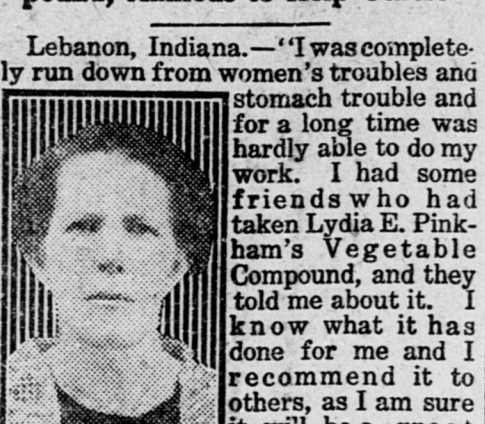 Lebanon, Indiana.—"I was complete-
ly run down from women's troubles and
stomach trouble and
for a long time was
hardly able to do my
work. I had some
friends who had
taken Lydia E. Pink-
ham's Vegetable
Compound, and they
told me about it. I
know what it has
done for me and I
recommend it to
others, as I am sure